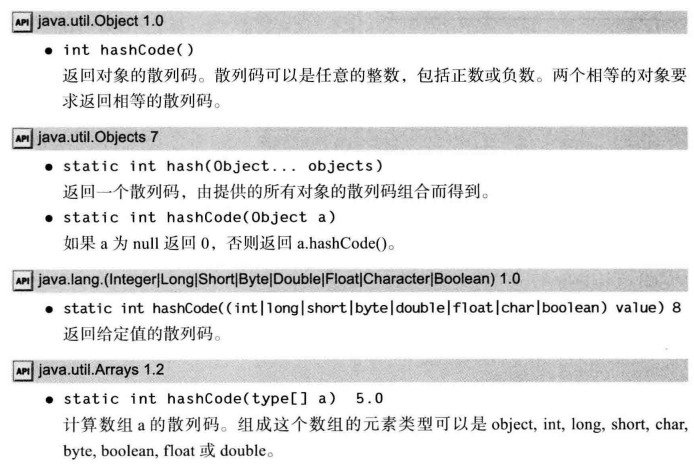 API java.util.Object 1.0
• int hashCode()
返回对象的散列码。散列码可以是任意的整数，包括正数或负数。两个相等的对象要
求返回相等的散列码。
API java.util.Objects 7
• static int hash(Object... objects)
返回一个散列码，由提供的所有对象的散列码组合而得到。
• static int hashCode(Object a)
如果 a 为 null 返回 0，否则返回 a.hashCode()。
API java.lang.(Integer|Long|Short|Byte|Double|Float|Character|Boolean) 1.0
• static int hashCode((int|long|short|byte|double|float|char|boolean) value) 8
返回给定值的散列码。
API java.util.Arrays 1.2
• static int hashCode(type[] a) 5.0
计算数组 a 的散列码。组成这个数组的元素类型可以是 object, int, long, short, char,
byte, boolean, float 或 double。